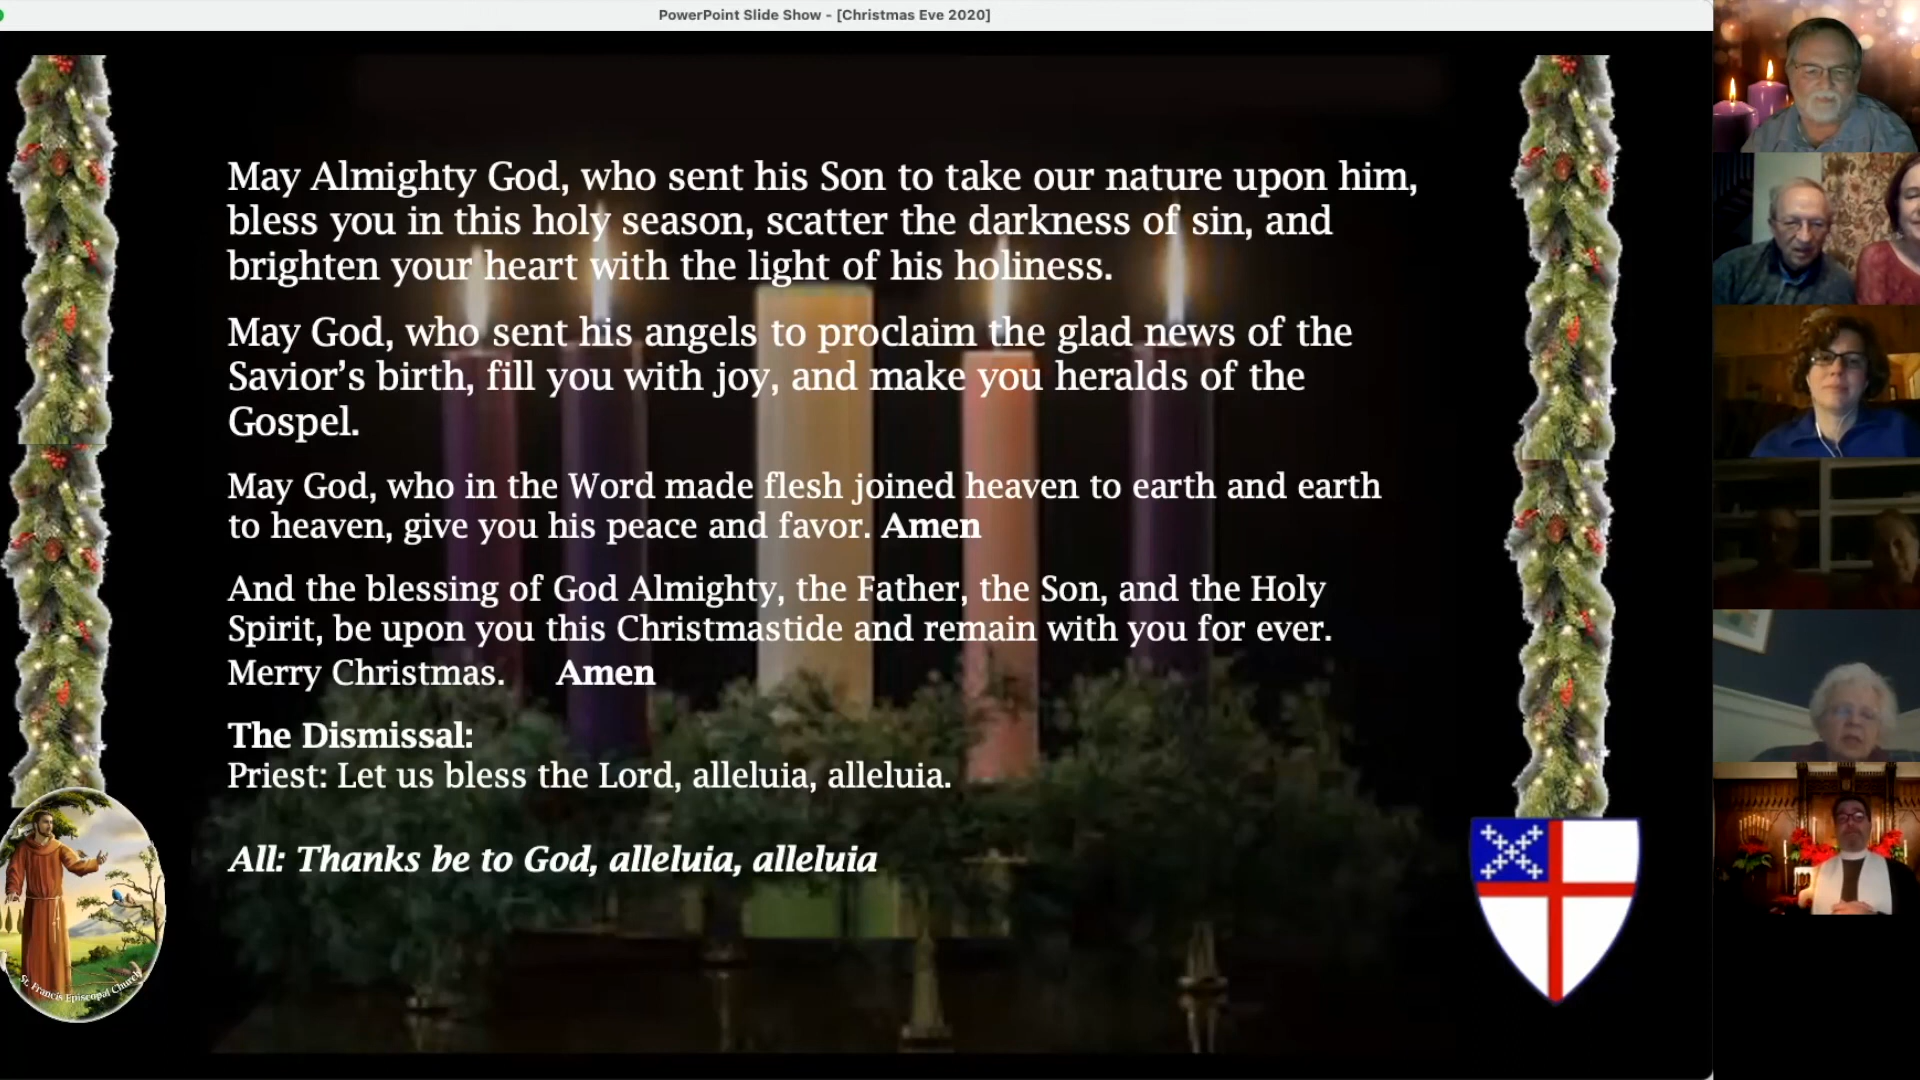 PowerPoint Slide Show - [Christmas Eve 2020]
May Almighty God, who sent his Son to take our nature upon him,
bless you in this holy season, scatter the darkness of sin, and
brighten your heart with the light of his holiness.
May God, who sent his angels to proclaim the glad news of the
Savior’s birth, fill you with joy, and make you heralds of the
Gospel.
May God, who in the Word made flesh joined heaven to earth and earth
to heaven, give you his peace and favor. Amen
And the blessing of God Almighty, the Father, the Son, and the Holy
Spirit, be upon you this Christmastide and remain with you for ever.
Merry Christmas. Amen
The Dismissal:
Priest: Let us bless the Lord, alleluia, alleluia.
All: Thanks be to God, alleluia, alleluia
St. Francis Episcopal Church